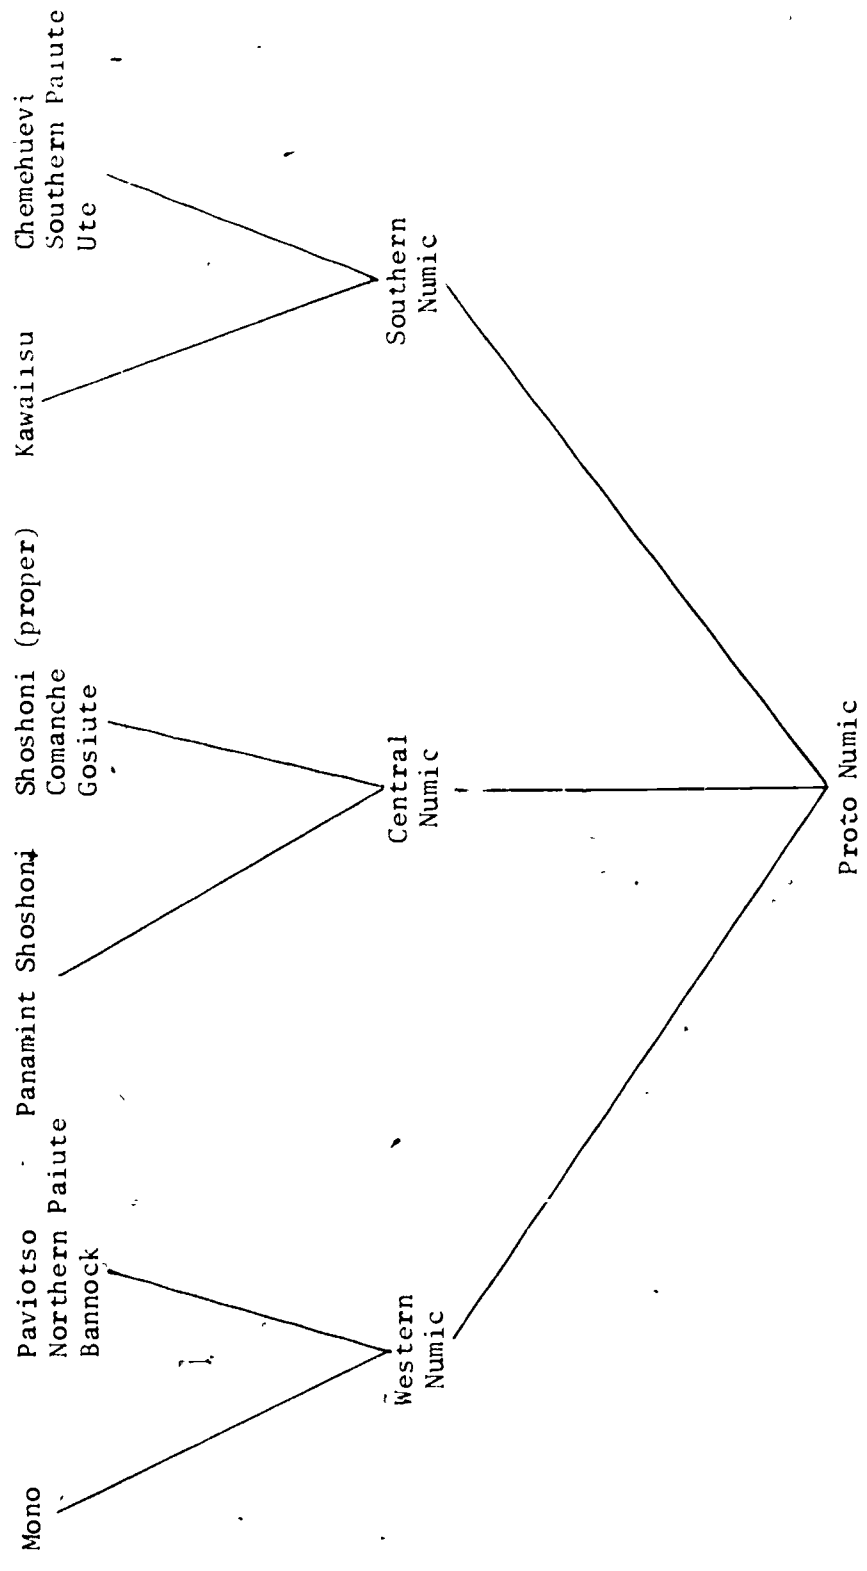 Mono
Paviotso
Northern Paiute
Bannock
Panamint Shoshoni
Shoshoni (proper)
Comanche
Gosiute
Kawaiisu
Chemehuevi
Southern Paiute
Ute
Western
Numic
Central
Numic
Southern
Numic
Proto Numic